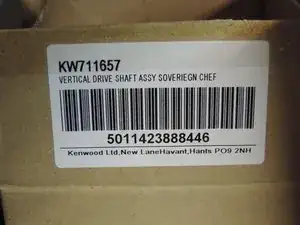 KW711657
VERTICAL DRIVE SHAFT ASSY SOVERIEGN CHEF
5011423888446
Kenwood Ltd,New LaneHavant,Hants PO9 2NH